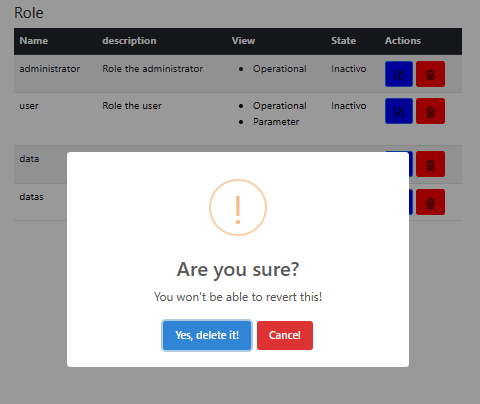 Role
Name description View State Actions
administrator Role the administrator Operational Inactivo
user Role the user Operational Inactivo
Parameter
data
datas
!
Are you sure?
You won't be able to revert this!
Yes, delete it! Cancel